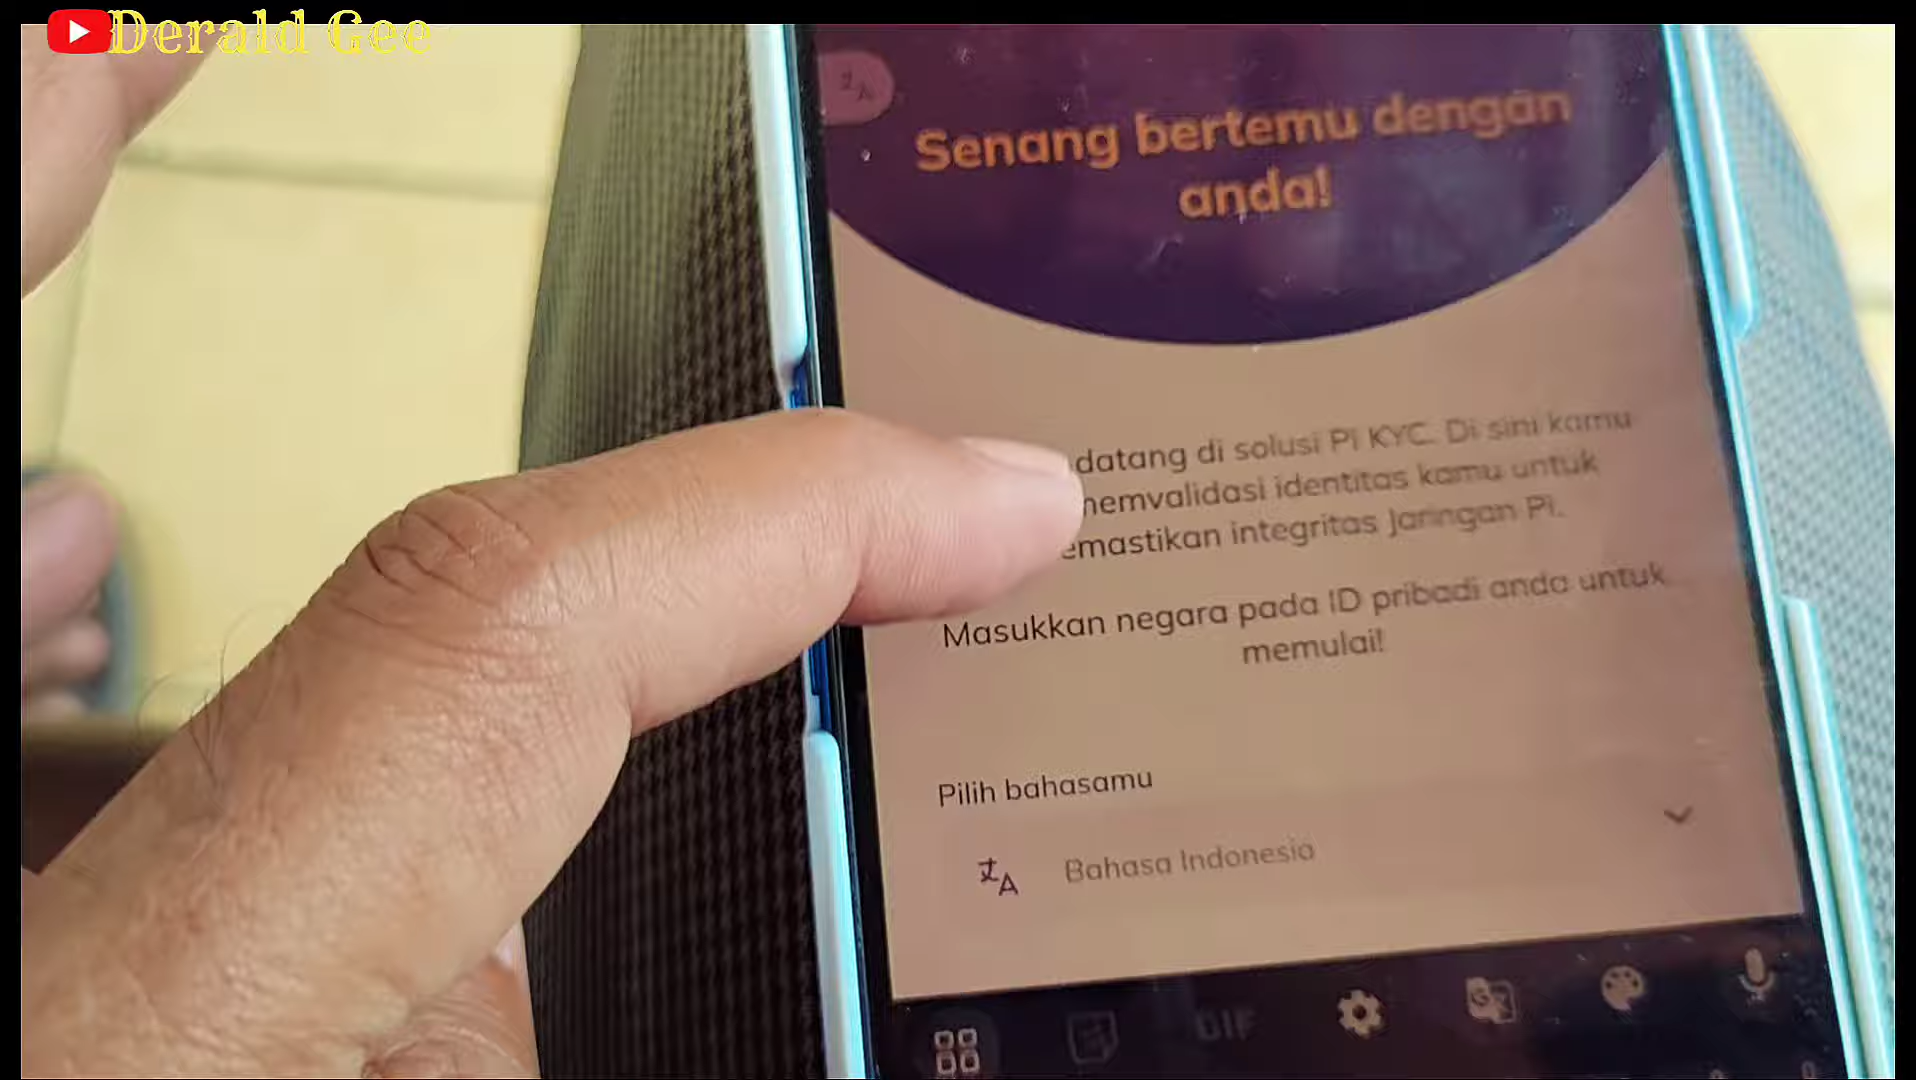 Derald Gee
Senang bertemu dengan
anda!
datang di solusi Pi KYC. Di sini kamu
memvalidasi identitas kamu untuk
emastikan integritas Jaringan Pi.
Masukkan negara pada ID pribadi anda untuk
memulai!
Pilih bahasamu
Bahasa Indonesia
GIF